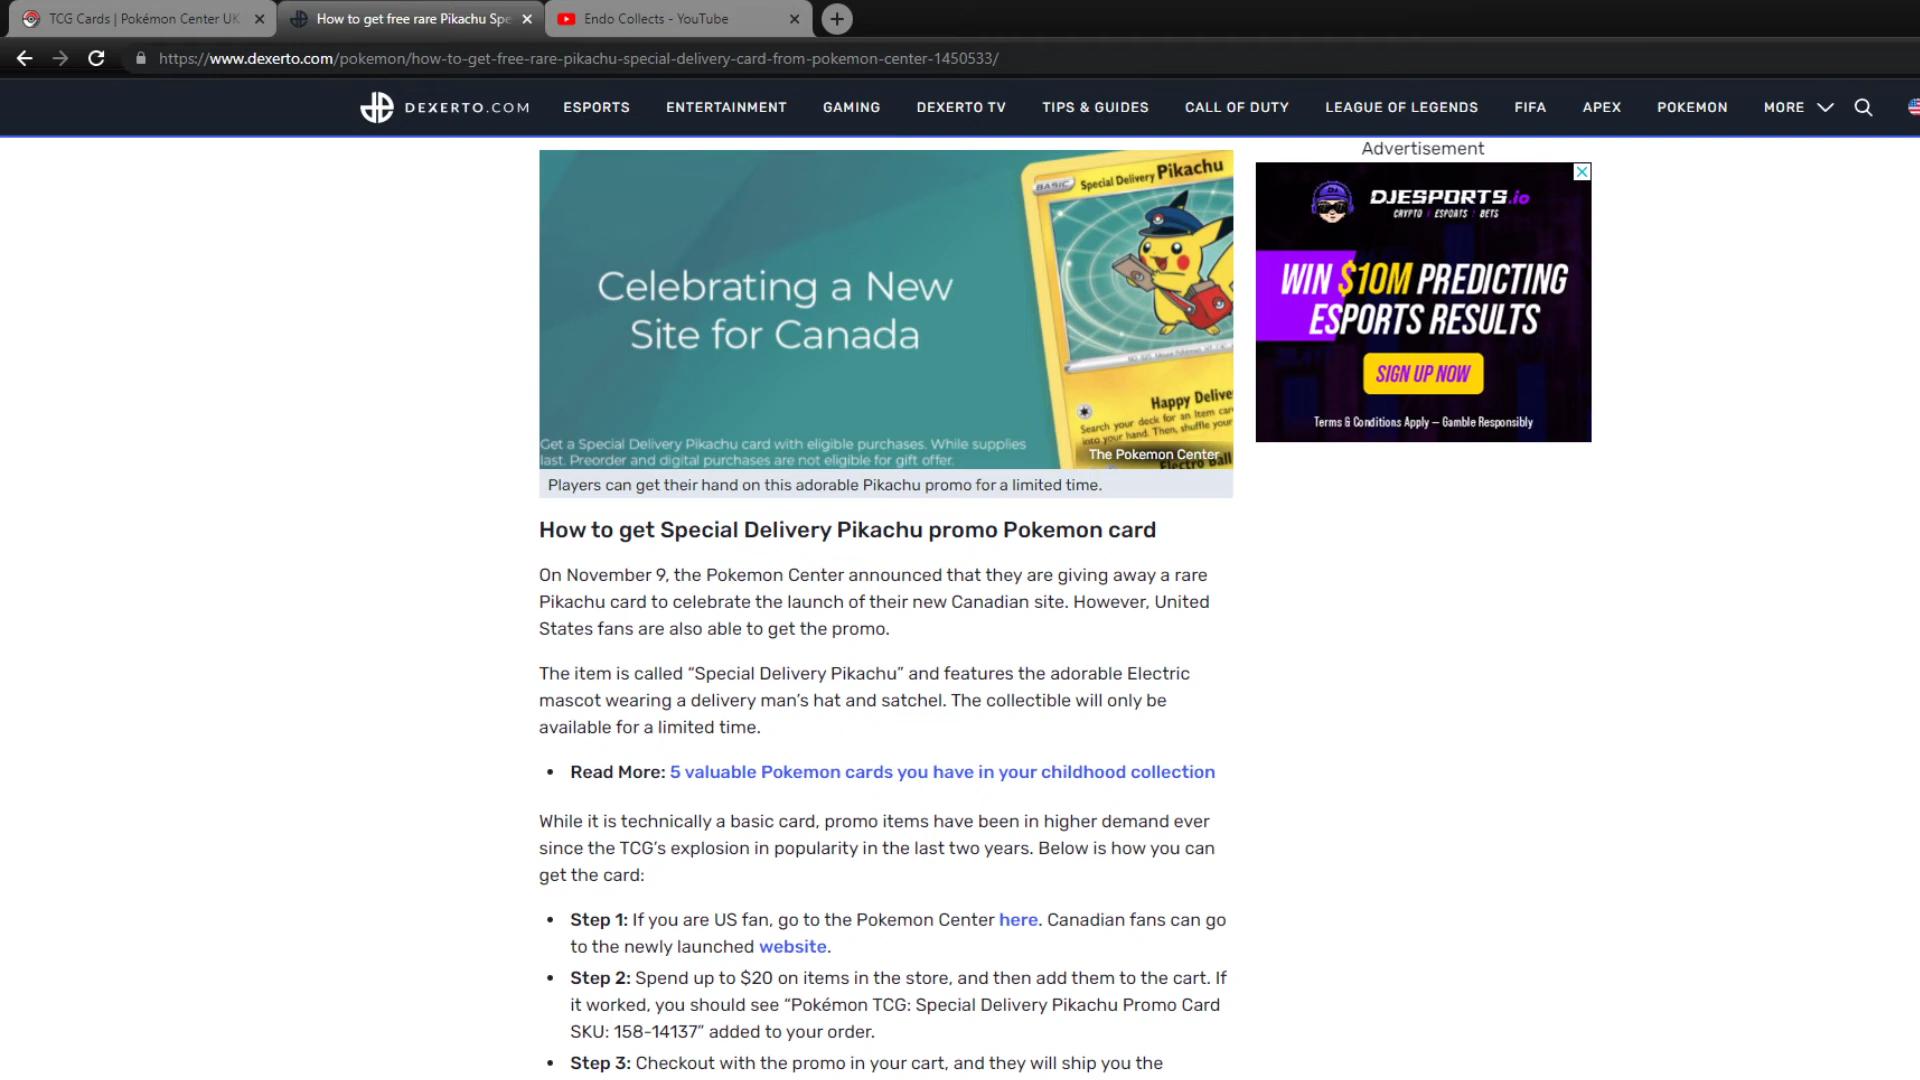 TCG Cards | Pokémon Center UK
How to get free rare Pikachu Spe
Endo Collects - YouTube
https://www.dexerto.com/pokemon/how-to-get-free-rare-pikachu-special-delivery-card-from-pokemon-center-1450533/
DEXERTO.COM ESPORTS ENTERTAINMENT GAMING DEXERTO TV TIPS & GUIDES CALL OF DUTY LEAGUE OF LEGENDS FIFA APEX POKEMON MORE
BASIC Special Delivery Pikachu
Celebrating a New
Site for Canada
Happy Delive
Search your deck for an Item car
into your hand. Then, shuffle your
Electro Ball
Get a Special Delivery Pikachu card with eligible purchases. While supplies
last. Preorder and digital purchases are not eligible for gift offer.
The Pokemon Center
Players can get their hand on this adorable Pikachu promo for a limited time.
Advertisement
DJESPORTS.io
CRYPTO | ESPORTS | BETS
WIN $10M PREDICTING
ESPORTS RESULTS
SIGN UP NOW
Terms & Conditions Apply – Gamble Responsibly
How to get Special Delivery Pikachu promo Pokemon card
On November 9, the Pokemon Center announced that they are giving away a rare
Pikachu card to celebrate the launch of their new Canadian site. However, United
States fans are also able to get the promo.
The item is called “Special Delivery Pikachu” and features the adorable Electric
mascot wearing a delivery man’s hat and satchel. The collectible will only be
available for a limited time.
• Read More: 5 valuable Pokemon cards you have in your childhood collection
While it is technically a basic card, promo items have been in higher demand ever
since the TCG’s explosion in popularity in the last two years. Below is how you can
get the card:
• Step 1: If you are US fan, go to the Pokemon Center here. Canadian fans can go
to the newly launched website.
• Step 2: Spend up to $20 on items in the store, and then add them to the cart. If
it worked, you should see “Pokémon TCG: Special Delivery Pikachu Promo Card
SKU: 158-14137” added to your order.
• Step 3: Checkout with the promo in your cart, and they will ship you the